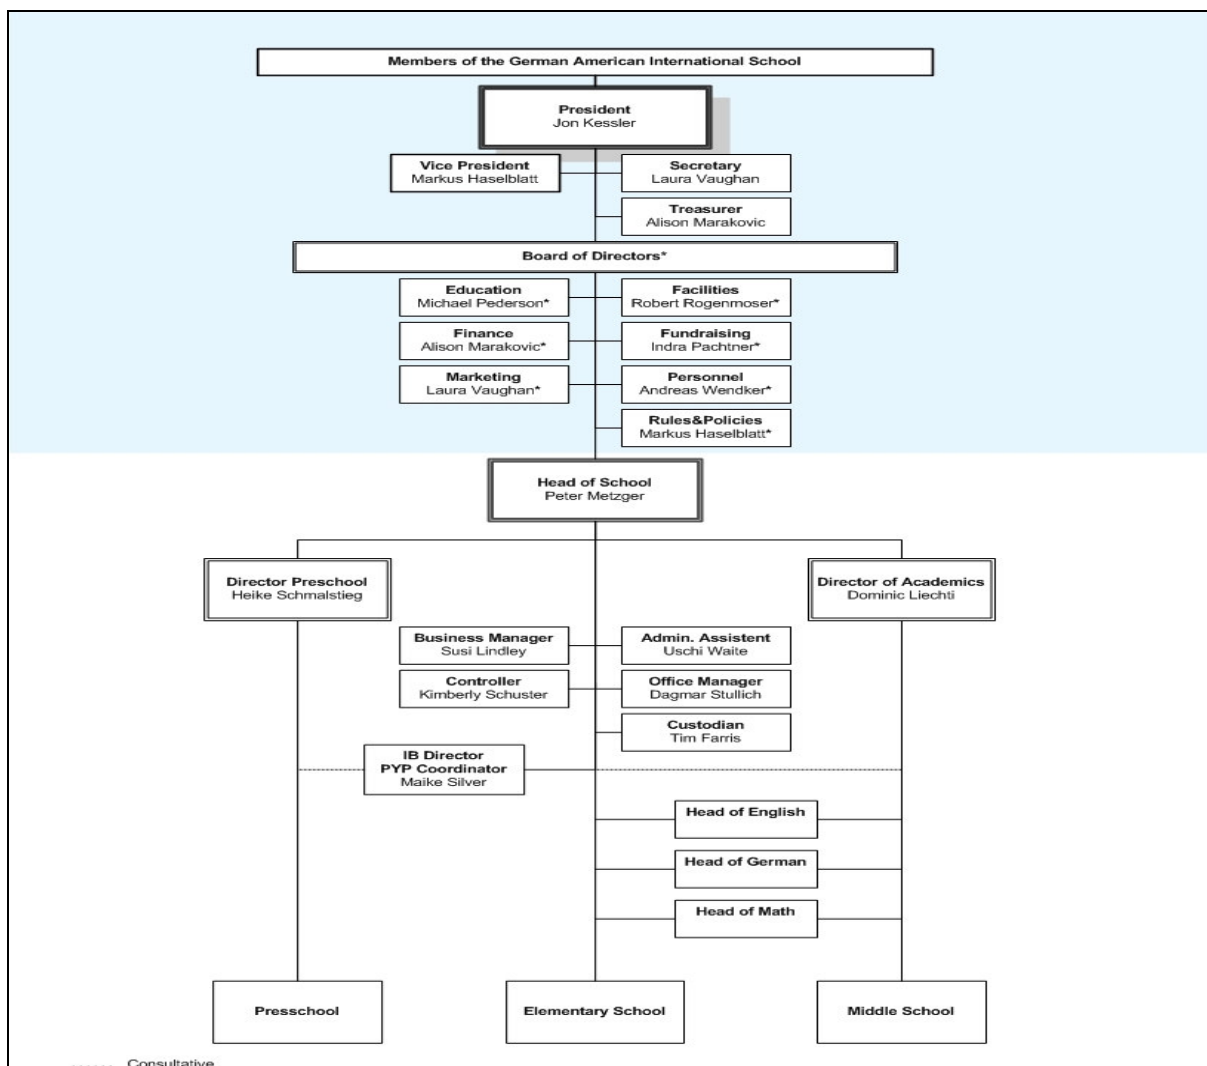 Members of the German American International School
President
Jon Kessler
Vice President
Markus Haselblatt
Secretary
Laura Vaughan
Treasurer
Alison Marakovic
Board of Directors*
Education
Michael Pederson*
Facilities
Robert Rogenmoser*
Finance
Alison Marakovic*
Fundraising
Indra Pachtner*
Marketing
Laura Vaughan*
Personnel
Andreas Wendker*
Rules&Policies
Markus Haselblatt*
Head of School
Peter Metzger
Director Preschool
Heike Schmalstieg
Director of Academics
Dominic Liechti
Business Manager
Susi Lindley
Admin. Assistent
Uschi Waite
Controller
Kimberly Schuster
Office Manager
Dagmar Stullich
Custodian
Tim Farris
IB Director
PYP Coordinator
Maike Silver
Head of English
Head of German
Head of Math
Presschool
Elementary School
Middle School
Consultative